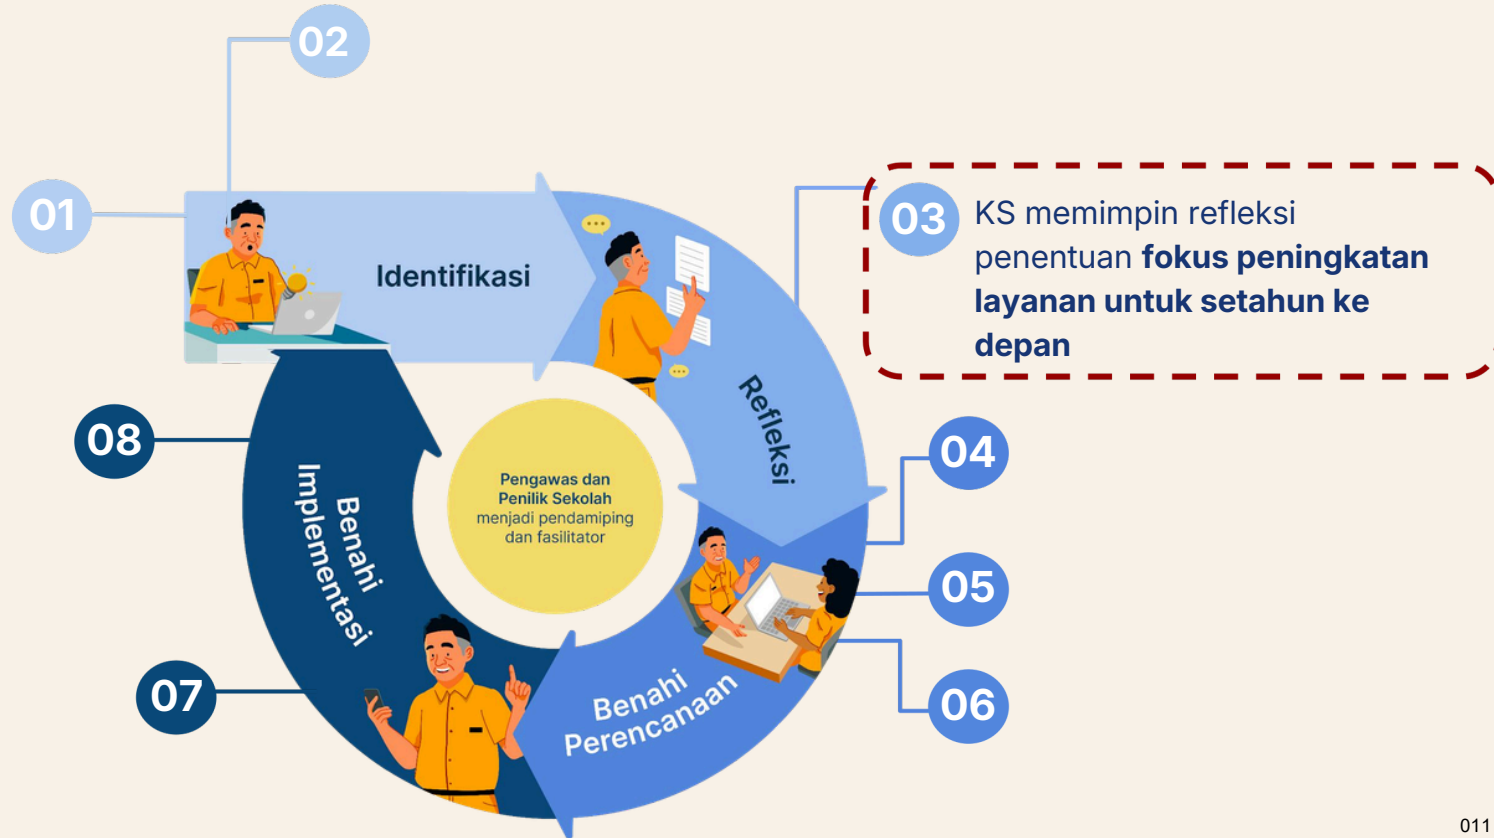 02
01
Identifikasi
03
KS memimpin refleksi
penentuan fokus peningkatan
layanan untuk setahun ke
depan
Refleksi
08
04
Pengawas dan
Penilik Sekolah
menjadi pendamiping
dan fasilitator
Benahi
Implementasi
05
07
Benahi
Perencanaan
06
011